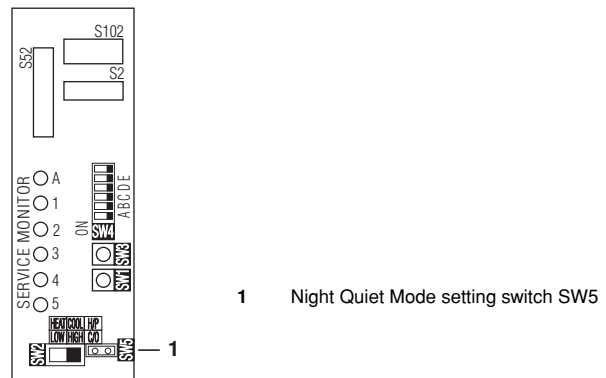 S102
S52
S2
SERVICE MONITOR
A
1
2
3
4
5
ON
ABCDE
SW4
SW3
SW1
HEAT COOL H/P
LOW HIGH C/O
SW2
SW5
1
1 Night Quiet Mode setting switch SW5